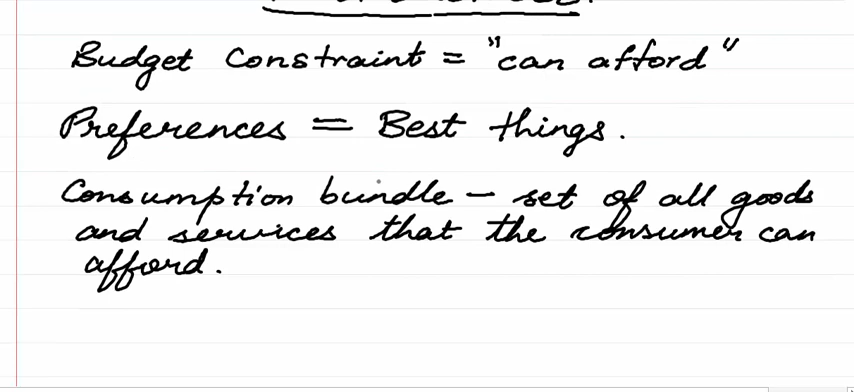 Budget Constraint = "can afford"
Preferences = Best things.
Consumption bundle - set of all goods
and services that the consumer can
afford.